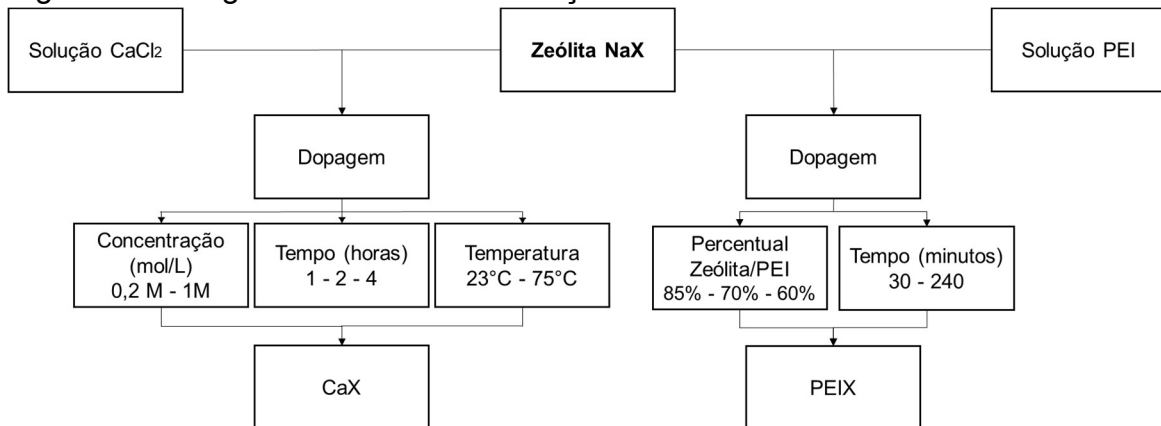 Solução CaCl2
Zeólita NaX
Solução PEI
Dopagem
Dopagem
Concentração
(mol/L)
0,2 M - 1M
Tempo (horas)
1 - 2 - 4
Temperatura
23°C - 75°C
Percentual
Zeólita/PEI
85% - 70% - 60%
Tempo (minutos)
30 - 240
CaX
PEIX